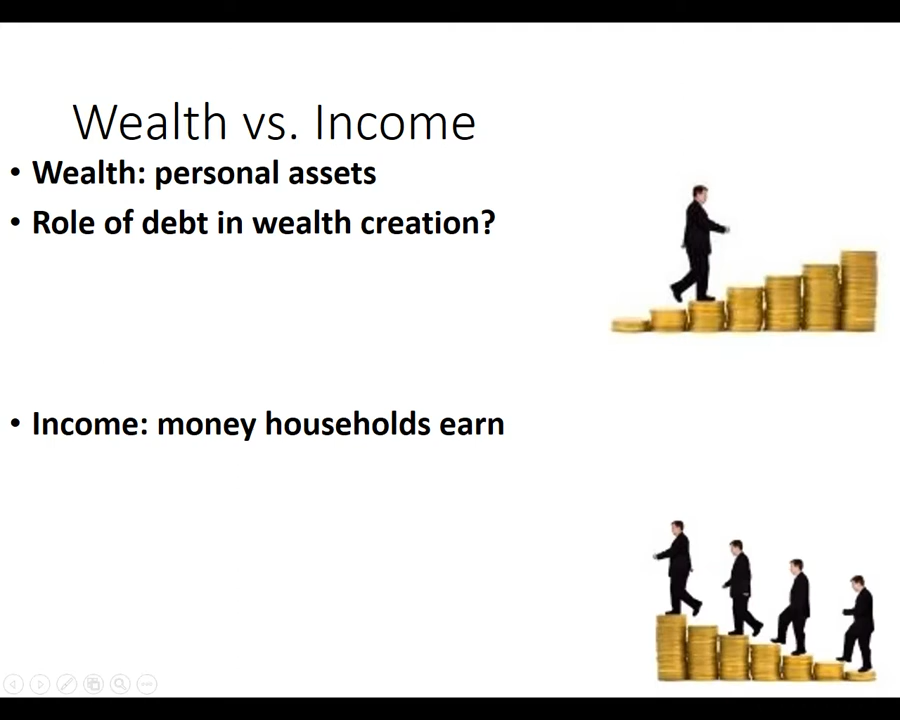 Wealth vs. Income
• Wealth: personal assets
• Role of debt in wealth creation?
• Income: money households earn